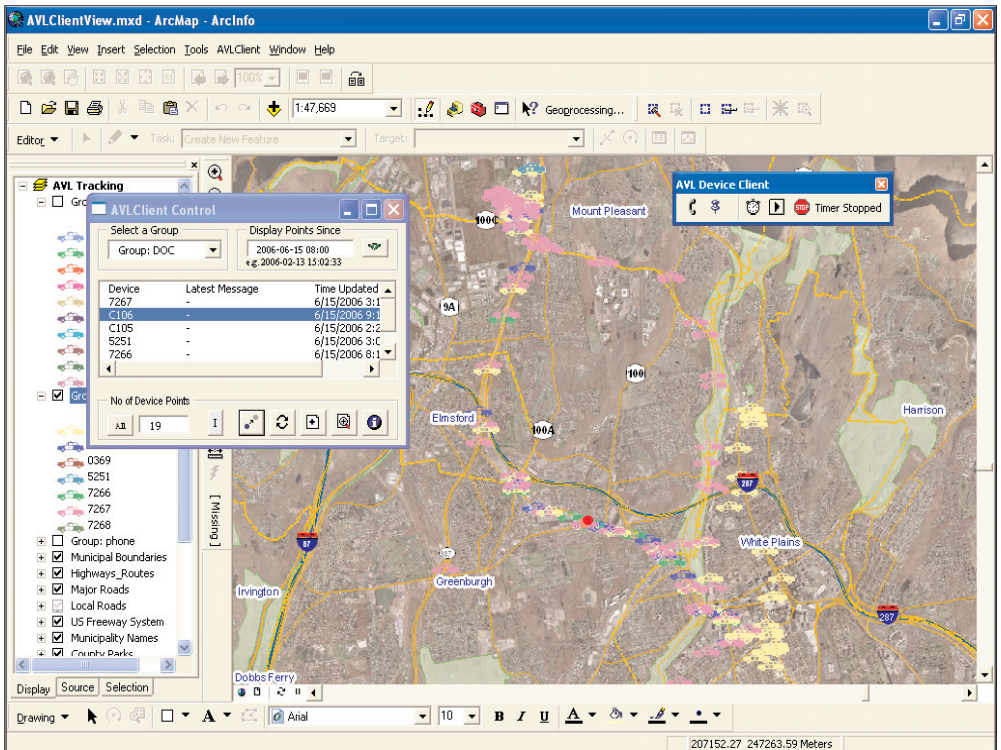 AVLClientView.mxd - ArcMap - ArcInfo
File Edit View Insert Selection Tools AVLClient Window Help
100%
1:47,669
Geoprocessing...
Editor
Task: Create New Feature
Target:
AVL Tracking
AVLClient Control
Select a Group
Group: DOC
Display Points Since
2006-06-15 08:00
e.g. 2006-02-13 15:02:33
Device Latest Message Time Updated
7267 - 6/15/2006 3:1
C106 - 6/15/2006 9:1
C105 - 6/15/2006 2:2
5251 - 6/15/2006 3:0
7266 - 6/15/2006 8:1
No of Device Points
All 19 I
0369
5251
7266
7267
7268
Group: phone
Municipal Boundaries
Highways_Routes
Major Roads
Local Roads
US Freeway System
Municipality Names
County Parks
Display Source Selection
[ Missing ]
AVL Device Client
STOP Timer Stopped
Mount Pleasant
100C
9A
100
Elmsford
100A
Harrison
287
87
White Plains
Greenburgh
Irvington
287
Dobbs Ferry
Drawing A Arial 10 B I U A
207152.27 247263.59 Meters